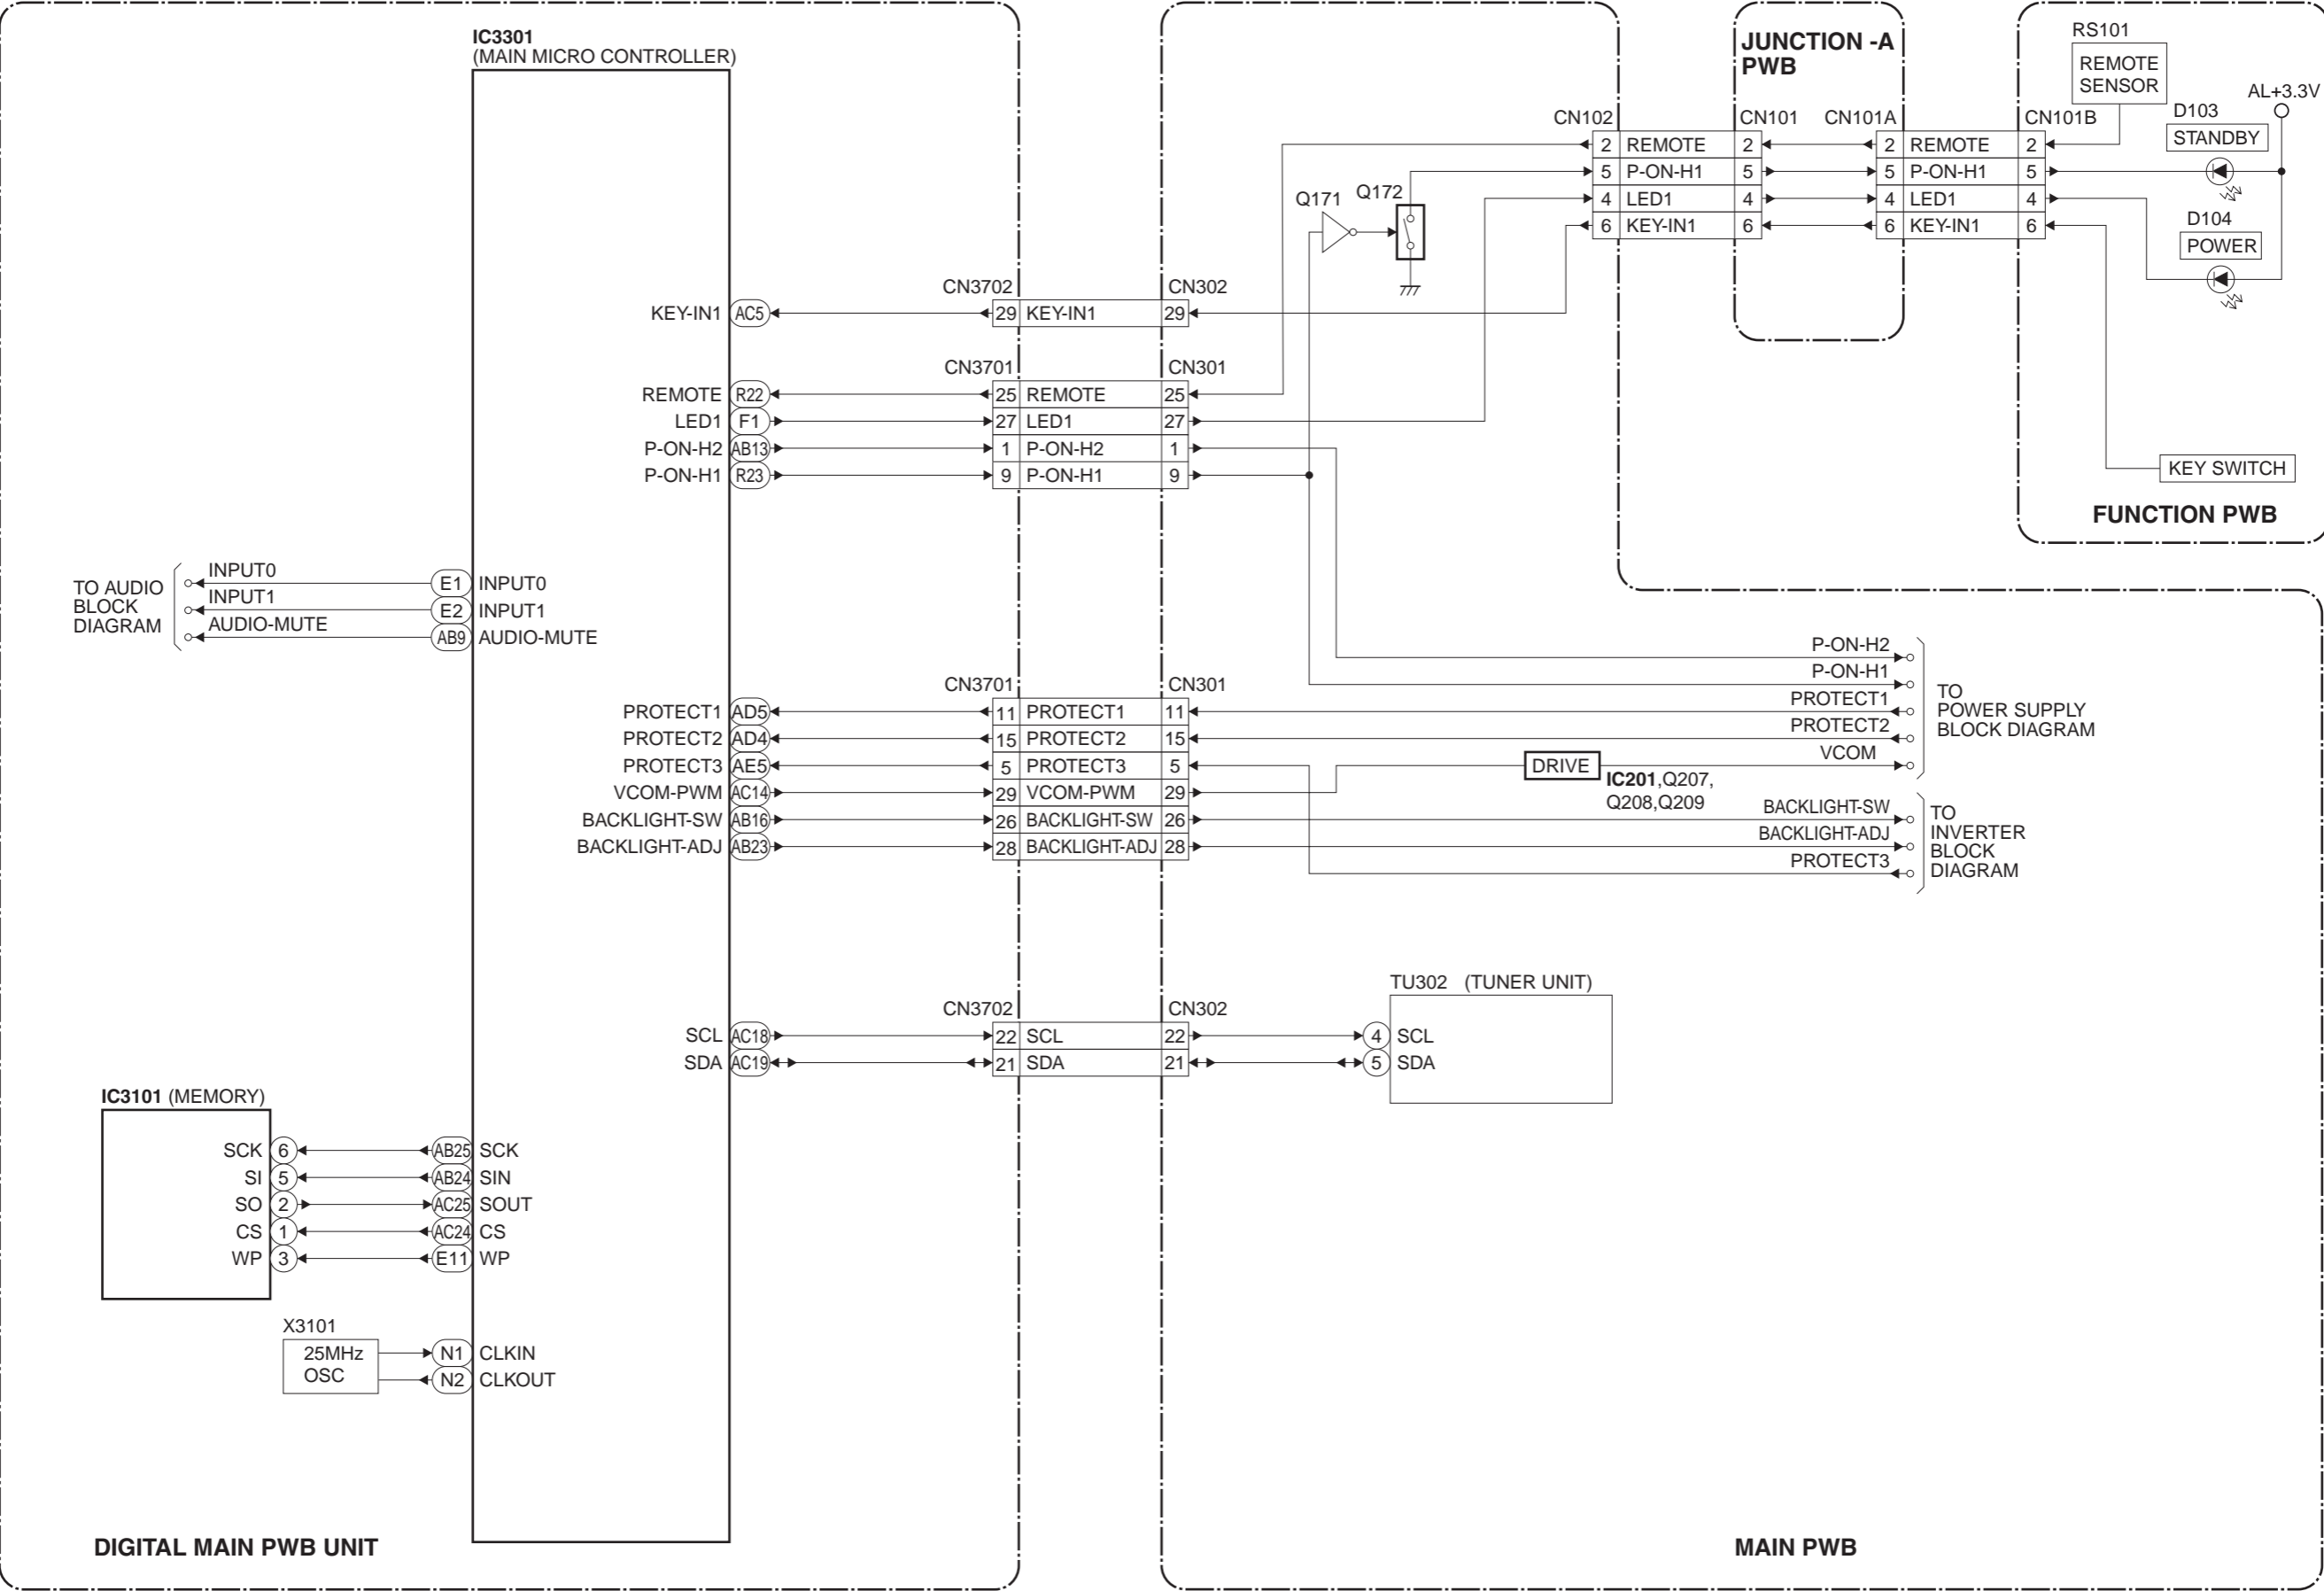 IC3301
(MAIN MICRO CONTROLLER)
JUNCTION -A
PWB
RS101
REMOTE
SENSOR
AL+3.3V
D103
STANDBY
CN102
CN101
CN101A
CN101B
2 REMOTE 2
2 REMOTE 2
5 P-ON-H1 5
5 P-ON-H1 5
4 LED1 4
4 LED1 4
6 KEY-IN1 6
6 KEY-IN1 6
Q171
Q172
D104
POWER
KEY SWITCH
FUNCTION PWB
CN3702
CN302
KEY-IN1 AC5
29 KEY-IN1 29
CN3701
CN301
REMOTE R22
25 REMOTE 25
LED1 F1
27 LED1 27
P-ON-H2 AB13
1 P-ON-H2 1
P-ON-H1 R23
9 P-ON-H1 9
TO AUDIO
BLOCK
DIAGRAM
INPUT0
E1 INPUT0
INPUT1
E2 INPUT1
AUDIO-MUTE
AB9 AUDIO-MUTE
CN3701
CN301
PROTECT1 AD5
11 PROTECT1 11
PROTECT2 AD4
15 PROTECT2 15
PROTECT3 AE5
5 PROTECT3 5
VCOM-PWM AC14
29 VCOM-PWM 29
BACKLIGHT-SW AB16
26 BACKLIGHT-SW 26
BACKLIGHT-ADJ AB23
28 BACKLIGHT-ADJ 28
P-ON-H2
P-ON-H1
PROTECT1
PROTECT2
VCOM
TO
POWER SUPPLY
BLOCK DIAGRAM
DRIVE
IC201,Q207,
Q208,Q209
BACKLIGHT-SW
BACKLIGHT-ADJ
PROTECT3
TO
INVERTER
BLOCK
DIAGRAM
CN3702
CN302
SCL AC18
22 SCL 22
SDA AC19
21 SDA 21
TU302 (TUNER UNIT)
4 SCL
5 SDA
IC3101 (MEMORY)
SCK 6
AB25 SCK
SI 5
AB24 SIN
SO 2
AC25 SOUT
CS 1
AC24 CS
WP 3
E11 WP
X3101
25MHz
OSC
N1 CLKIN
N2 CLKOUT
DIGITAL MAIN PWB UNIT
MAIN PWB